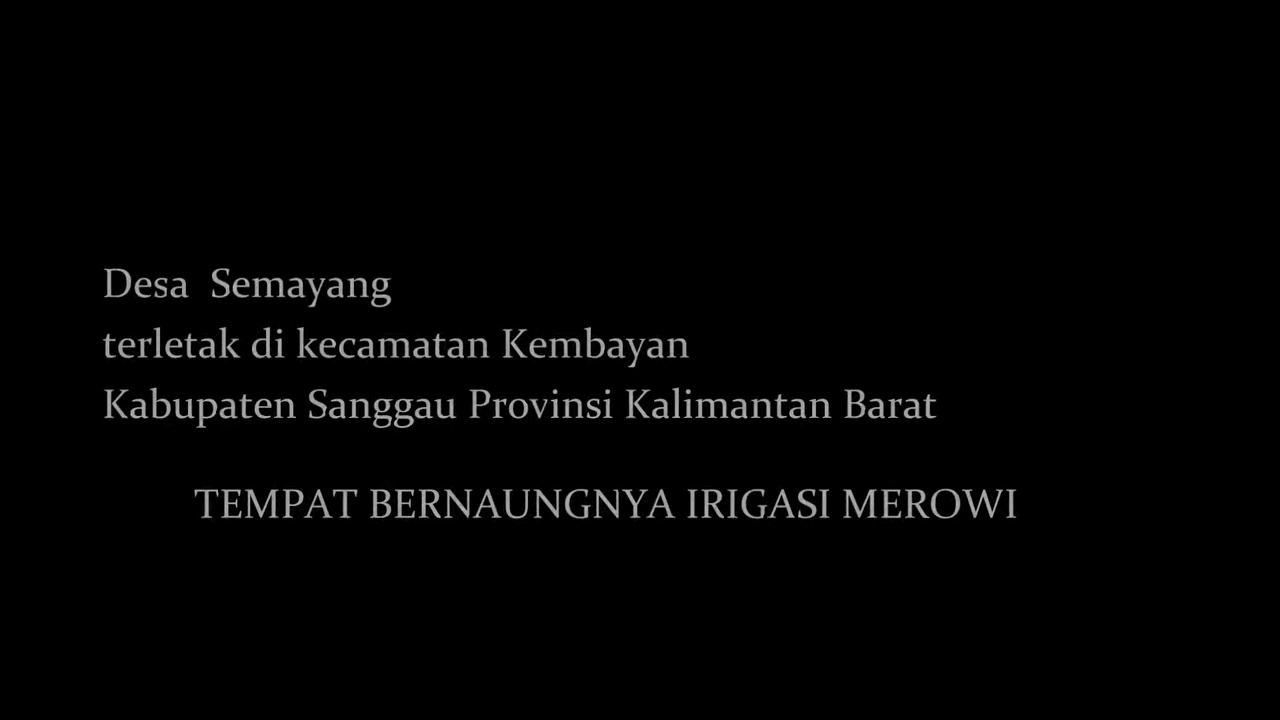 Desa  Semayang
terletak di kecamatan Kembayan
Kabupaten Sanggau Provinsi Kalimantan Barat
TEMPAT BERNAUNGNYA IRIGASI MEROWI